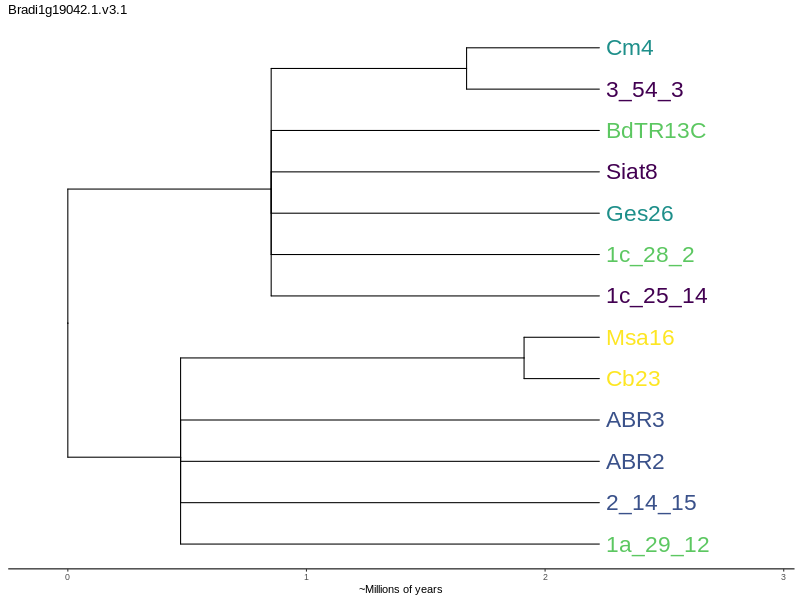 Bradi1g19042.1.v3.1
Cm4
3_54_3
BdTR13C
Siat8
Ges26
1c_28_2
1c_25_14
Msa16
Cb23
ABR3
ABR2
2_14_15
1a_29_12
0 1 2 3
~Millions of years